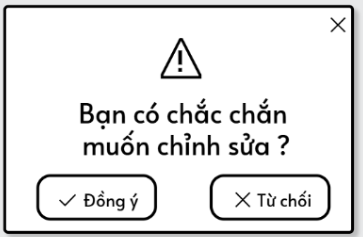 Bạn có chắc chắn
muốn chỉnh sửa ?
Đồng ý
Từ chối